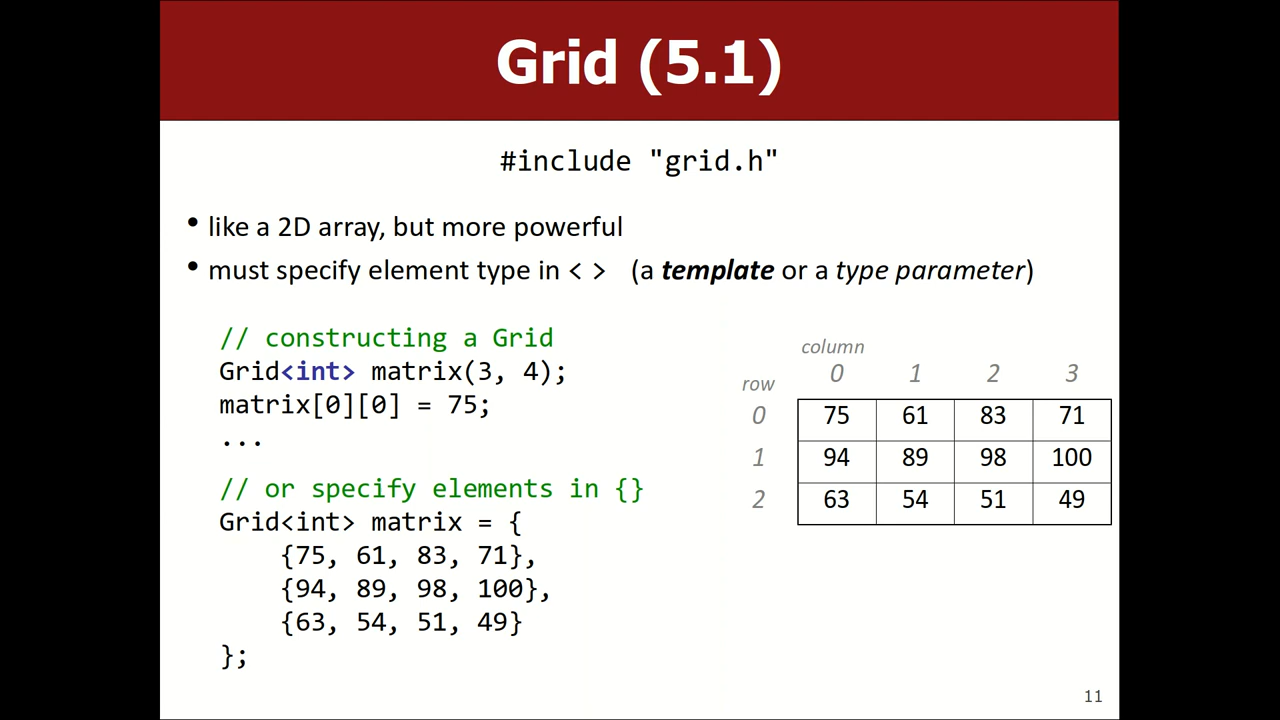 Grid (5.1)
#include "grid.h"
• like a 2D array, but more powerful
• must specify element type in < > (a template or a type parameter)
// constructing a Grid
Grid<int> matrix(3, 4);
matrix[0][0] = 75;
...
// or specify elements in {}
Grid<int> matrix = {
{75, 61, 83, 71},
{94, 89, 98, 100},
{63, 54, 51, 49}
};
column
row 0 1 2 3
0 75 61 83 71
1 94 89 98 100
2 63 54 51 49
11